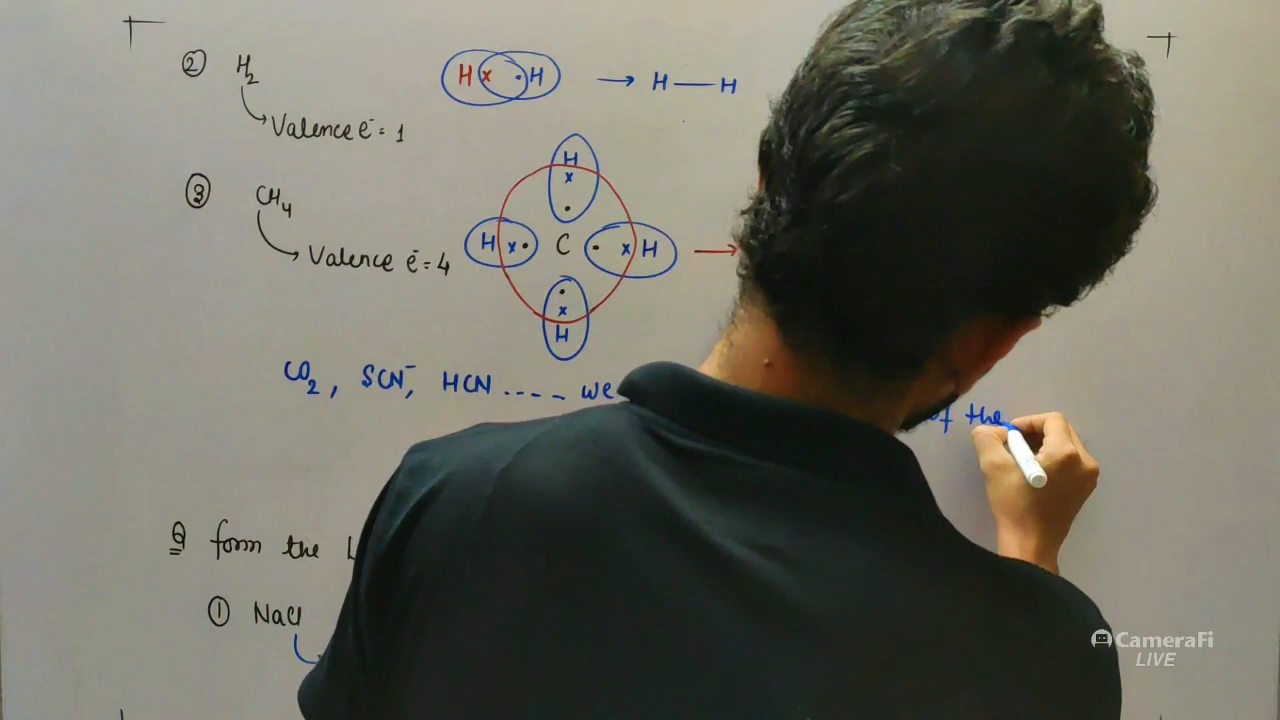 ② H₂
H x · H → H — H
Valence e⁻ = 1
③ CH₄
H
x
·
H x · C · x H →
Valence e⁻ = 4
·
x
H
CO₂, SCN⁻, HCN .... we
of the
Q form the
① NaCl
CameraFi
LIVE